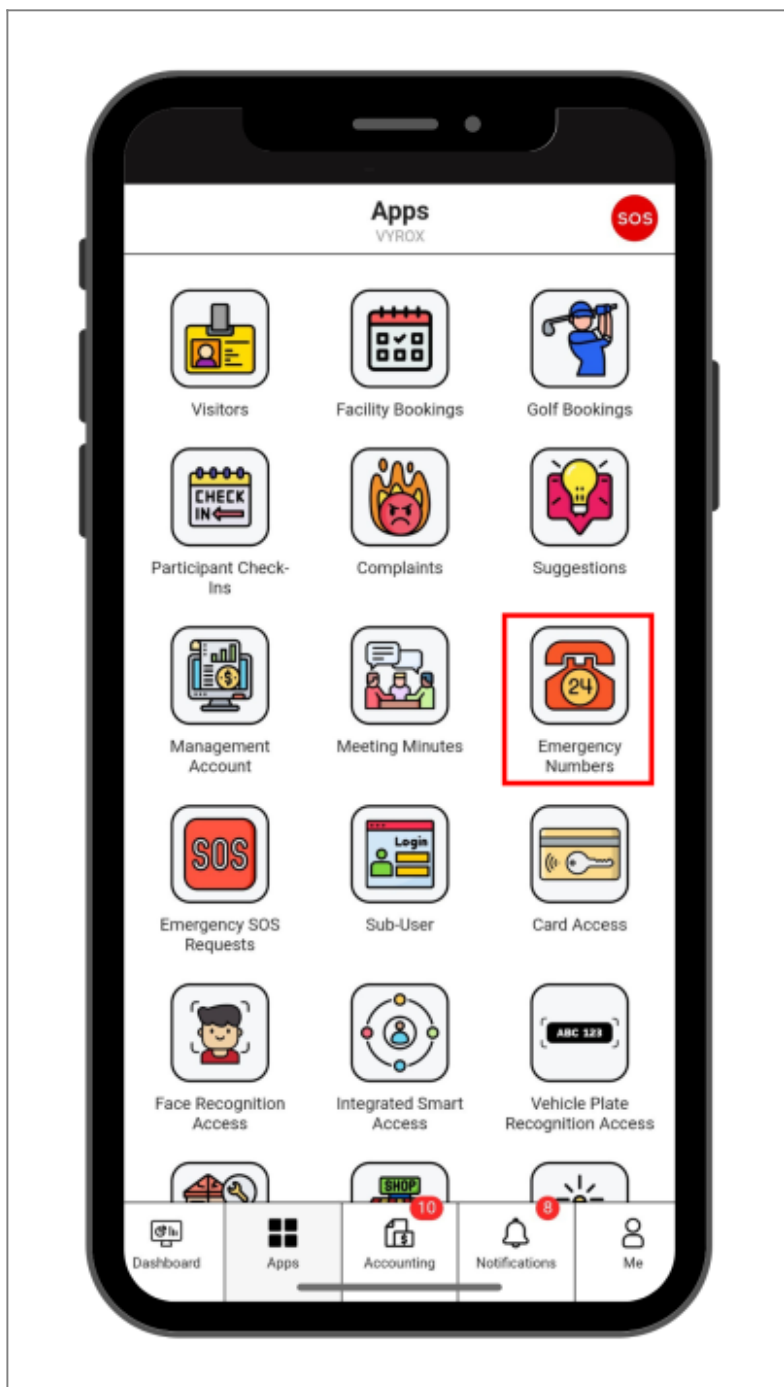 Apps
VYROX
SOS
Visitors
Facility Bookings
Golf Bookings
CHECK
IN
Participant Check-
Ins
Complaints
Suggestions
$
Management
Account
Meeting Minutes
24
Emergency
Numbers
SOS
Emergency SOS
Requests
Login
Sub-User
Card Access
Face Recognition
Access
Integrated Smart
Access
ABC 123
Vehicle Plate
Recognition Access
SHOP
10
8
$
Dashboard
Apps
Accounting
Notifications
Me